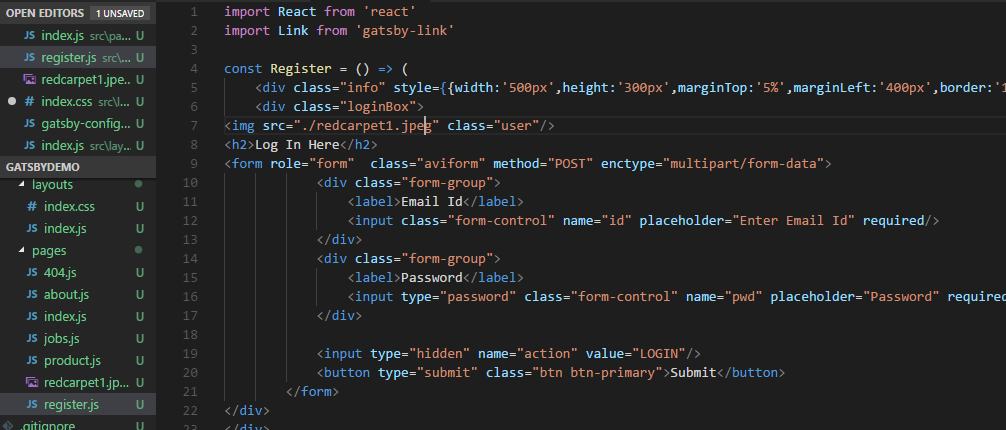 OPEN EDITORS 1 UNSAVED
JS index.js src\pa... U
JS register.js src\... U
redcarpet1.jpe... U
# index.css src\l... U
gatsby-config... U
JS index.js src\lay... U
GATSBYDEMO
layouts
# index.css U
JS index.js U
pages
JS 404.js U
JS about.js U
JS index.js U
JS jobs.js U
JS product.js U
redcarpet1.jp... U
JS register.js U
.gitignore U
1 import React from 'react'
2 import Link from 'gatsby-link'
3
4 const Register = () => (
5 <div class="info" style={{width:'500px',height:'300px',marginTop:'5%',marginLeft:'400px',border:'1
6 <div class="loginBox">
7 <img src="./redcarpet1.jpeg" class="user"/>
8 <h2>Log In Here</h2>
9 <form role="form"  class="aviform" method="POST" enctype="multipart/form-data">
10 <div class="form-group">
11 <label>Email Id</label>
12 <input class="form-control" name="id" placeholder="Enter Email Id" required/>
13 </div>
14 <div class="form-group">
15 <label>Password</label>
16 <input type="password" class="form-control" name="pwd" placeholder="Password" required
17 </div>
18
19 <input type="hidden" name="action" value="LOGIN"/>
20 <button type="submit" class="btn btn-primary">Submit</button>
21 </form>
22 </div>
23 </div>